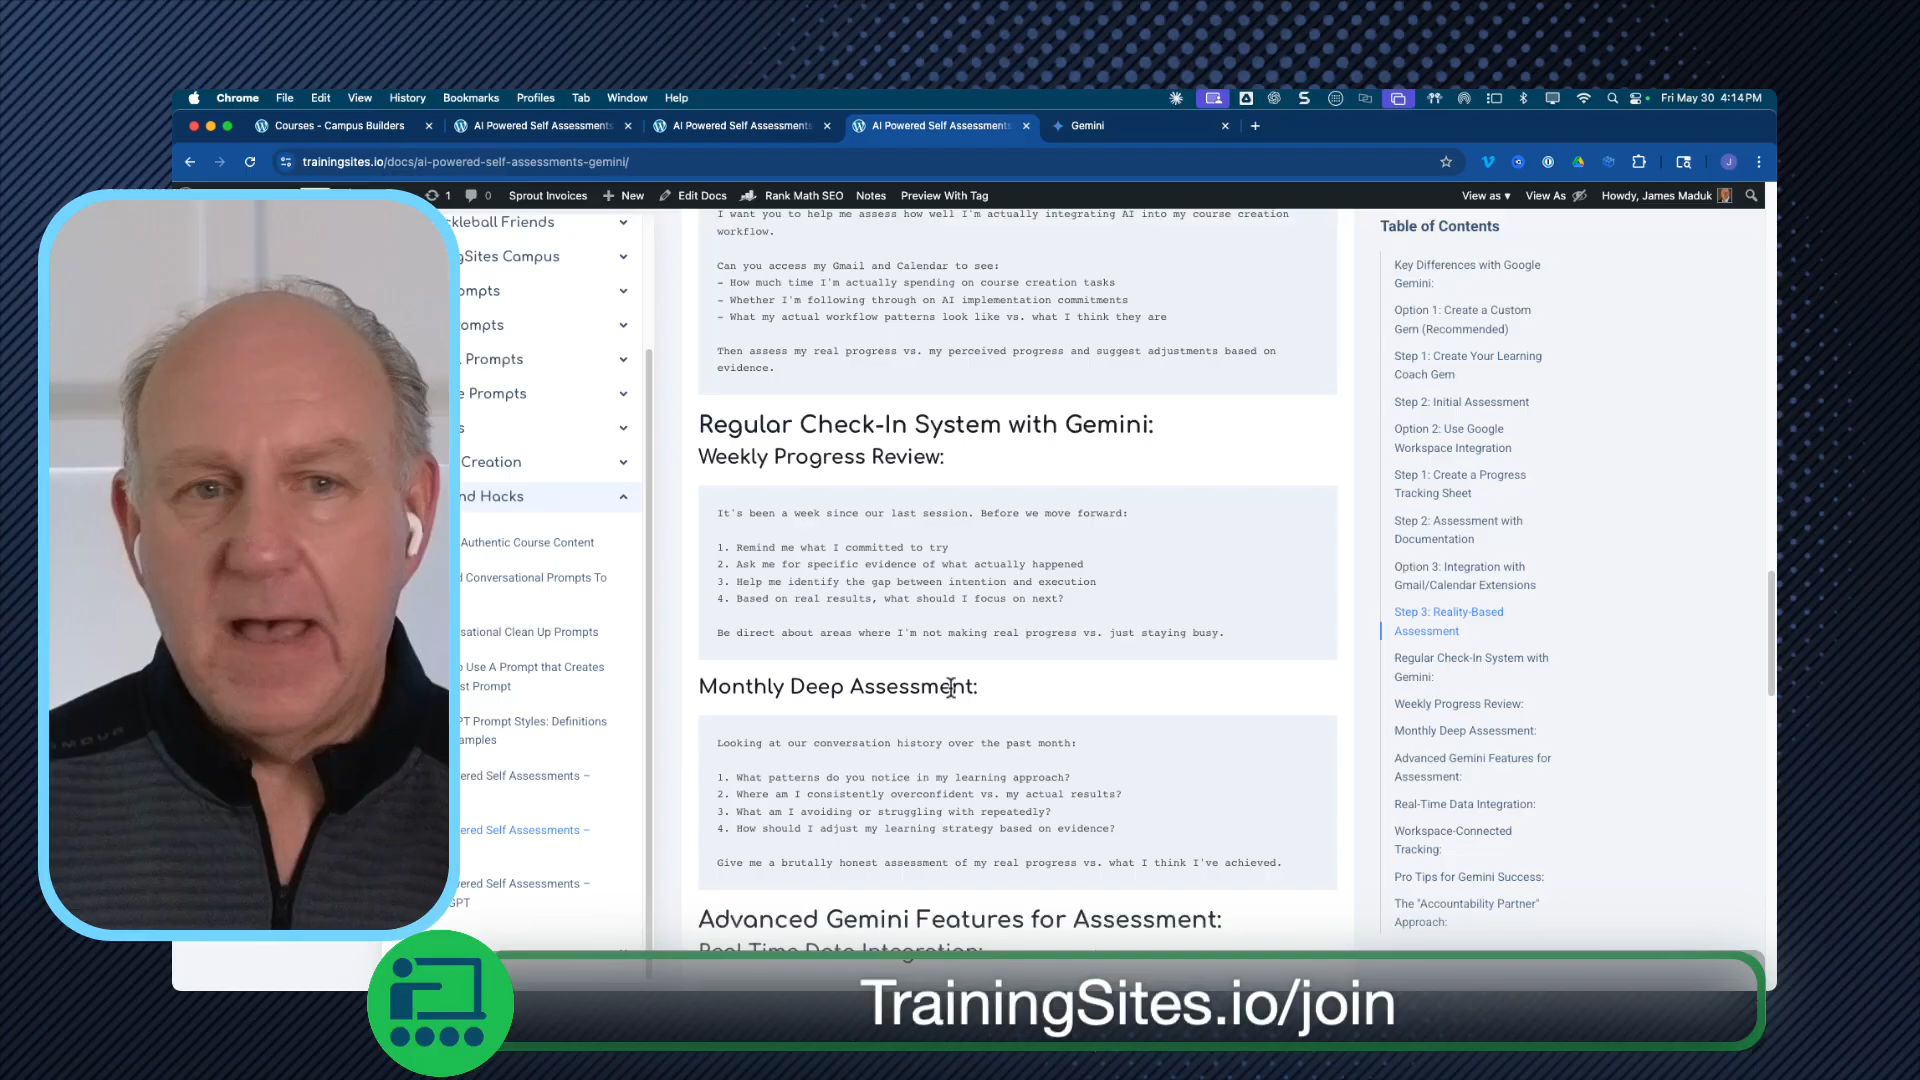 Chrome File Edit View History Bookmarks Profiles Tab Window Help
Fri May 30 4:14 PM
Courses - Campus Builders
AI Powered Self Assessments
AI Powered Self Assessments
AI Powered Self Assessments
Gemini
trainingsites.io/docs/ai-powered-self-assessments-gemini/
1 0 Sprout Invoices New Edit Docs Rank Math SEO Notes Preview With Tag
View as View As Howdy, James Maduk
ckleball Friends
gSites Campus
ompts
ompts
Prompts
e Prompts
s
Creation
nd Hacks
Authentic Course Content
d Conversational Prompts To
sational Clean Up Prompts
o Use A Prompt that Creates
st Prompt
PT Prompt Styles: Definitions
amples
ered Self Assessments –
ered Self Assessments –
ered Self Assessments –
GPT
I want you to help me assess how well I'm actually integrating AI into my course creation
workflow.
Can you access my Gmail and Calendar to see:
- How much time I'm actually spending on course creation tasks
- Whether I'm following through on AI implementation commitments
- What my actual workflow patterns look like vs. what I think they are
Then assess my real progress vs. my perceived progress and suggest adjustments based on
evidence.
Regular Check-In System with Gemini:
Weekly Progress Review:
It's been a week since our last session. Before we move forward:
1. Remind me what I committed to try
2. Ask me for specific evidence of what actually happened
3. Help me identify the gap between intention and execution
4. Based on real results, what should I focus on next?
Be direct about areas where I'm not making real progress vs. just staying busy.
Monthly Deep Assessment:
Looking at our conversation history over the past month:
1. What patterns do you notice in my learning approach?
2. Where am I consistently overconfident vs. my actual results?
3. What am I avoiding or struggling with repeatedly?
4. How should I adjust my learning strategy based on evidence?
Give me a brutally honest assessment of my real progress vs. what I think I've achieved.
Advanced Gemini Features for Assessment:
Real-Time Data Integration:
Table of Contents
Key Differences with Google
Gemini:
Option 1: Create a Custom
Gem (Recommended)
Step 1: Create Your Learning
Coach Gem
Step 2: Initial Assessment
Option 2: Use Google
Workspace Integration
Step 1: Create a Progress
Tracking Sheet
Step 2: Assessment with
Documentation
Option 3: Integration with
Gmail/Calendar Extensions
Step 3: Reality-Based
Assessment
Regular Check-In System with
Gemini:
Weekly Progress Review:
Monthly Deep Assessment:
Advanced Gemini Features for
Assessment:
Real-Time Data Integration:
Workspace-Connected
Tracking:
Pro Tips for Gemini Success:
The "Accountability Partner"
Approach:
TrainingSites.io/join